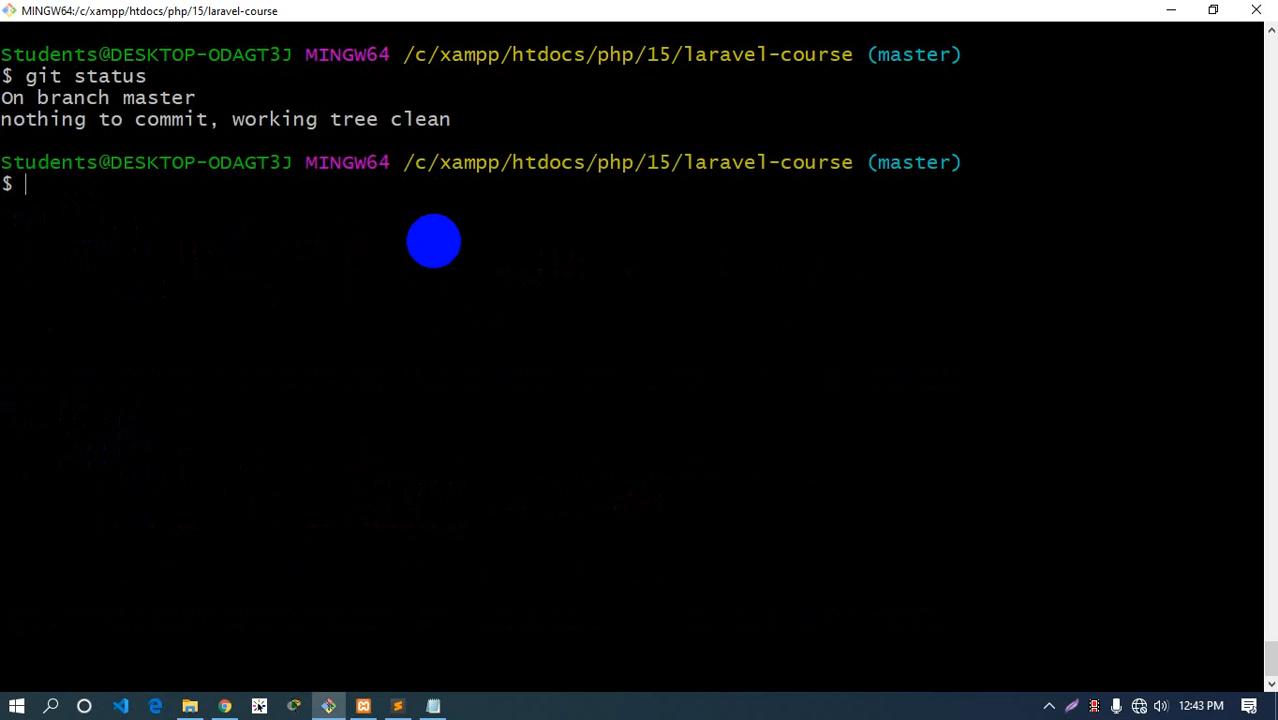 MINGW64:/c/xampp/htdocs/php/15/laravel-course
Students@DESKTOP-ODAGT3J MINGW64 /c/xampp/htdocs/php/15/laravel-course (master)
$ git status
On branch master
nothing to commit, working tree clean
Students@DESKTOP-ODAGT3J MINGW64 /c/xampp/htdocs/php/15/laravel-course (master)
$
12:43 PM